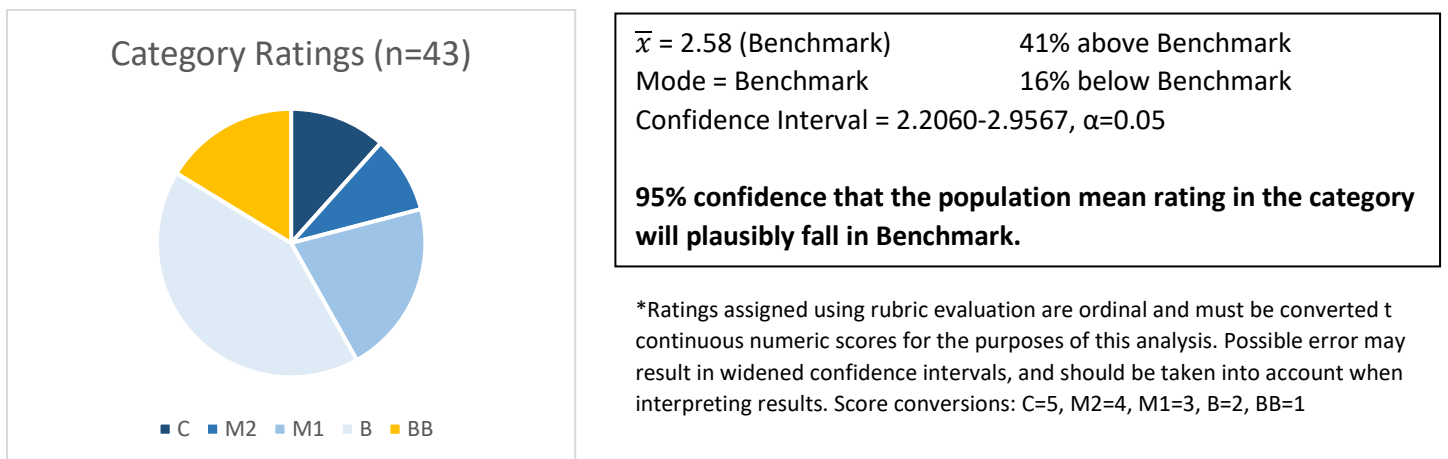 Category Ratings (n=43)
C M2 M1 B BB
x̅ = 2.58 (Benchmark) 41% above Benchmark
Mode = Benchmark 16% below Benchmark
Confidence Interval = 2.2060-2.9567, α=0.05
95% confidence that the population mean rating in the category
will plausibly fall in Benchmark.
*Ratings assigned using rubric evaluation are ordinal and must be converted t
continuous numeric scores for the purposes of this analysis. Possible error may
result in widened confidence intervals, and should be taken into account when
interpreting results. Score conversions: C=5, M2=4, M1=3, B=2, BB=1